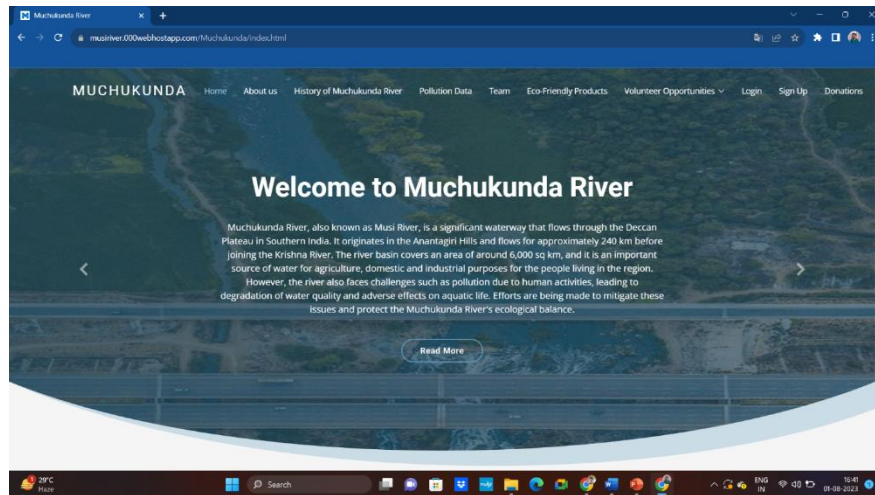 Muchukunda River
musiriver.000webhostapp.com/Muchukunda/index.html
MUCHUKUNDA Home About us History of Muchukunda River Pollution Data Team Eco-Friendly Products Volunteer Opportunities Login Sign Up Donations
Welcome to Muchukunda River
Muchukunda River, also known as Musi River, is a significant waterway that flows through the Deccan
Plateau in Southern India. It originates in the Anantagiri Hills and flows for approximately 240 km before
joining the Krishna River. The river basin covers an area of around 6,000 sq km, and it is an important
source of water for agriculture, domestic and industrial purposes for the people living in the region.
However, the river also faces challenges such as pollution due to human activities, leading to
degradation of water quality and adverse effects on aquatic life. Efforts are being made to mitigate these
issues and protect the Muchukunda River's ecological balance.
Read More
29°C
Haze
Search
ENG
IN
16:41
01-08-2023